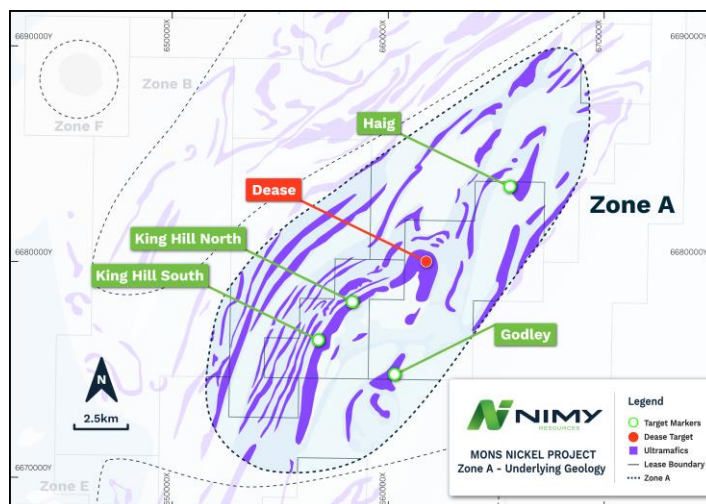 6690000Y
650000X
660000X
670000X
6690000Y
Zone B
Zone F
Haig
Dease
Zone A
King Hill North
King Hill South
6680000Y
6680000Y
Godley
N
2.5km
NIMY
RESOURCES
MONS NICKEL PROJECT
Zone A - Underlying Geology
Legend
Target Markers
Dease Target
Ultramafics
Lease Boundary
Zone A
6670000Y
Zone E
650000X
660000X